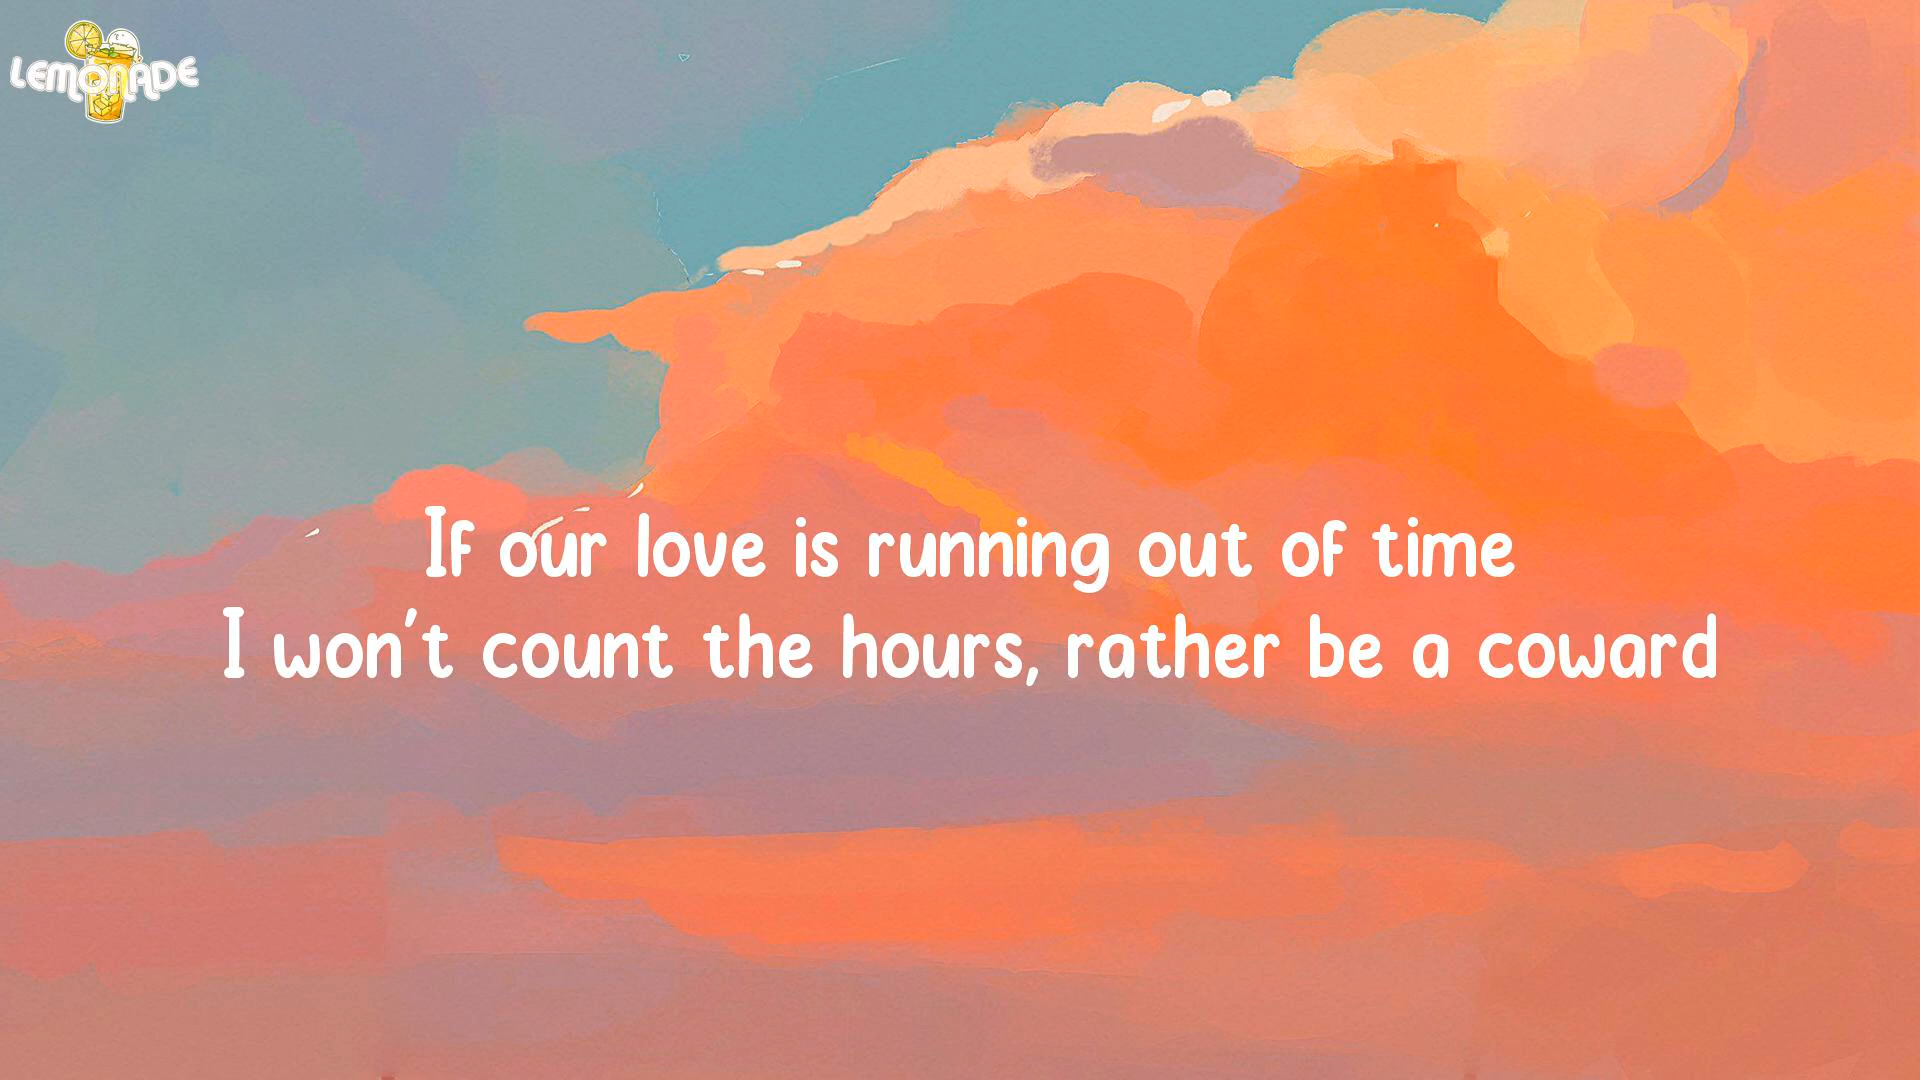 LEMONADE
If our love is running out of time
I won't count the hours, rather be a coward